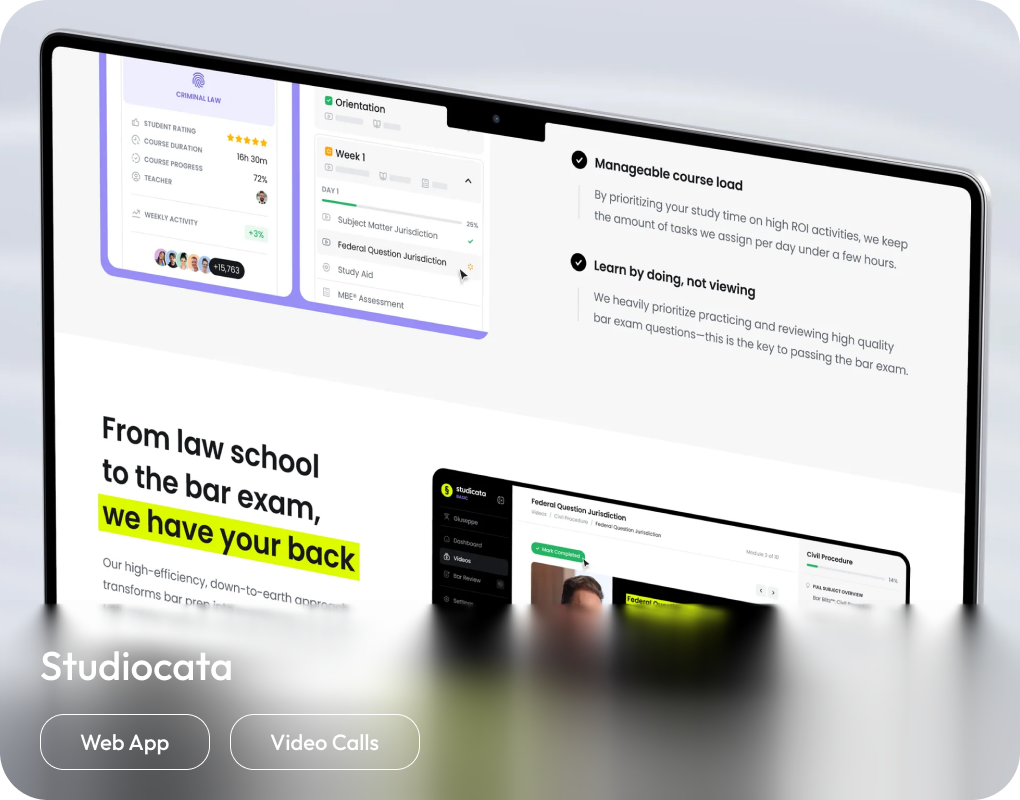 CRIMINAL LAW
STUDENT RATING
COURSE DURATION
16h 30m
COURSE PROGRESS
72%
TEACHER
WEEKLY ACTIVITY
+3%
+15,763
Orientation
Week 1
DAY 1
25%
Subject Matter Jurisdiction
Federal Question Jurisdiction
Study Aid
MBE® Assessment
Manageable course load
By prioritizing your study time on high ROI activities, we keep
the amount of tasks we assign per day under a few hours.
Learn by doing, not viewing
We heavily prioritize practicing and reviewing high quality
bar exam questions—this is the key to passing the bar exam.
From law school
to the bar exam,
we have your back
Our high-efficiency, down-to-earth approach
transforms bar prep into
studicata
BASIC
Giuseppe
Dashboard
Videos
Bar Review
Settings
Federal Question Jurisdiction
Videos / Civil Procedure / Federal Question Jurisdiction
Mark Completed
Module 3 of 10
Civil Procedure
14%
FULL SUBJECT OVERVIEW
Federal
Studiocata
Web App
Video Calls